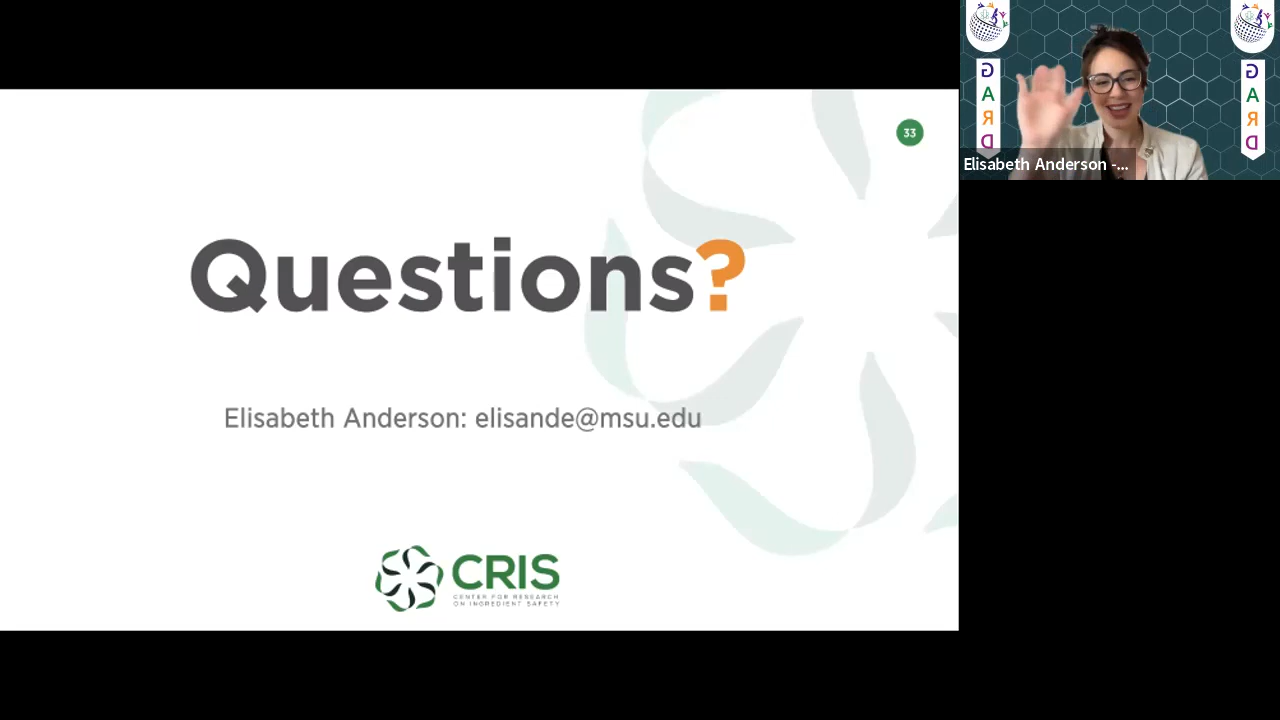 33
Questions?
Elisabeth Anderson: elisande@msu.edu
CRIS
CENTER FOR RESEARCH
ON INGREDIENT SAFETY
GARD
GARD
Elisabeth Anderson -...